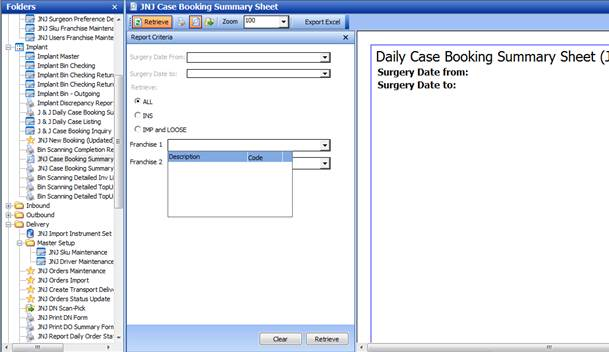 Folders
JNJ Surgeon Preference De
JNJ Sku Franchise Maintena
JNJ Users Franchise Mainte
Implant
Implant Master
Implant Bin Checking
Implant Bin Checking Return
Implant Bin Checking Return
Implant Bin - Outgoing
Implant Discrepancy Report
J & J Daily Case Booking Su
J & J Daily Case Listing
J & J Case Booking Inquiry
JNJ New Booking (Updated)
Bin Scanning Completion Re
JNJ Case Booking Summary
JNJ Case Booking Summary
Bin Scanning Detailed Inv Li
Bin Scanning Detailed TopU
Bin Scanning Detailed TopU
Inbound
Outbound
Delivery
JNJ Import Instrument Set
Master Setup
JNJ Sku Maintenance
JNJ Driver Maintenance
JNJ Orders Maintenance
JNJ Orders Import
JNJ Create Transport Deliv
JNJ Orders Status Update
JNJ DN Scan-Pick
JNJ Print DN Form
JNJ Print DO Summary Form
JNJ Report Daily Order Sta
JNJ Case Booking Summary Sheet
Retrieve
Zoom
100
Export Excel
Report Criteria
Surgery Date From:
Surgery Date to:
Retrieve:
ALL
INS
IMP and LOOSE
Franchise 1
Description Code
Franchise 2
Clear
Retrieve
Daily Case Booking Summary Sheet (J
Surgery Date from:
Surgery Date to: